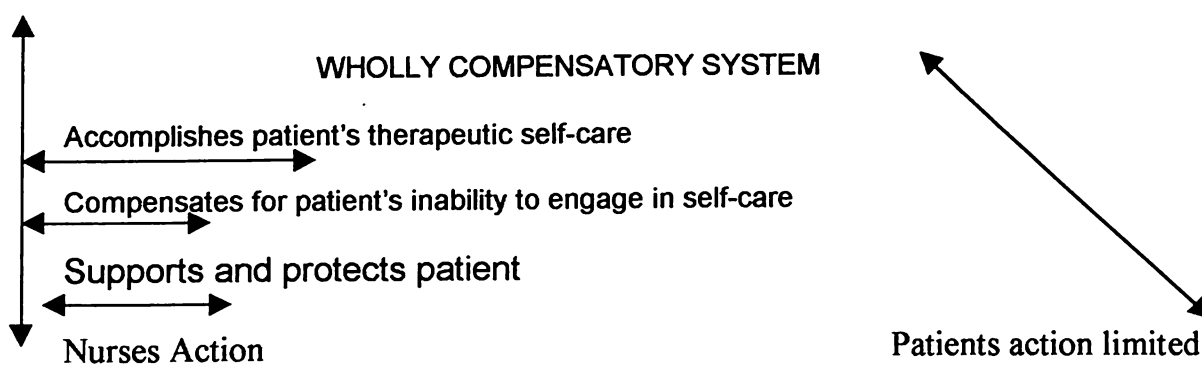 WHOLLY COMPENSATORY SYSTEM
Accomplishes patient's therapeutic self-care
Compensates for patient's inability to engage in self-care
Supports and protects patient
Nurses Action
Patients action limited